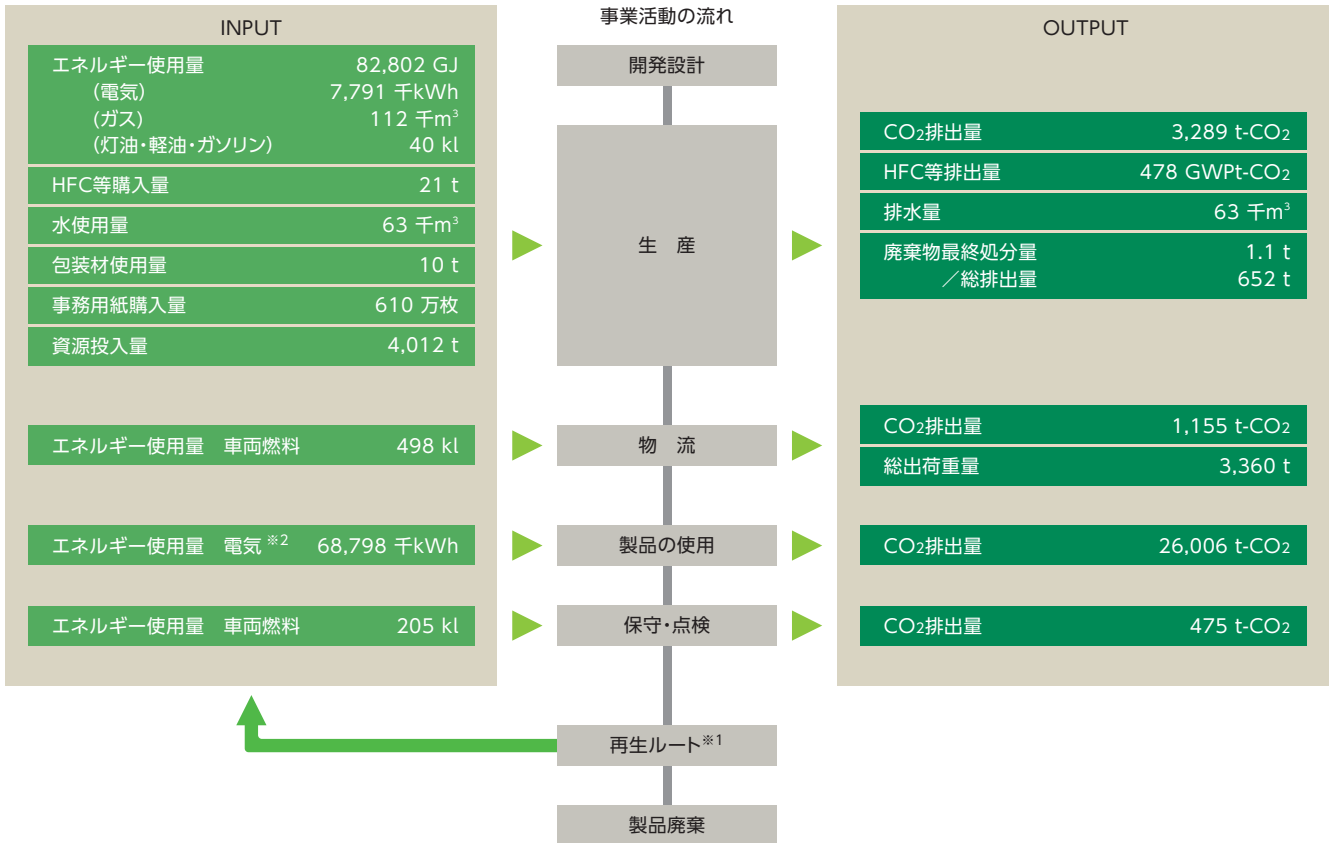 INPUT
エネルギー使用量 82,802 GJ
(電気) 7,791 千kWh
(ガス) 112 千m³
(灯油・軽油・ガソリン) 40 kl
HFC等購入量 21 t
水使用量 63 千m³
包装材使用量 10 t
事務用紙購入量 610 万枚
資源投入量 4,012 t
エネルギー使用量 車両燃料 498 kl
エネルギー使用量 電気※2 68,798 千kWh
エネルギー使用量 車両燃料 205 kl
事業活動の流れ
開発設計
生 産
物 流
製品の使用
保守・点検
再生ルート※1
製品廃棄
OUTPUT
CO2排出量 3,289 t-CO2
HFC等排出量 478 GWPt-CO2
排水量 63 千m³
廃棄物最終処分量 1.1 t
／総排出量 652 t
CO2排出量 1,155 t-CO2
総出荷重量 3,360 t
CO2排出量 26,006 t-CO2
CO2排出量 475 t-CO2